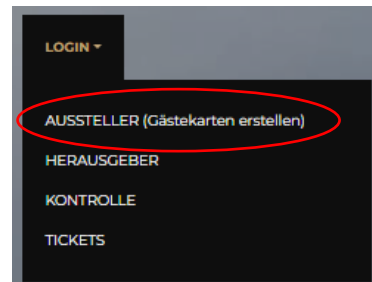 LOGIN
AUSSTELLER (Gästekarten erstellen)
HERAUSGEBER
KONTROLLE
TICKETS